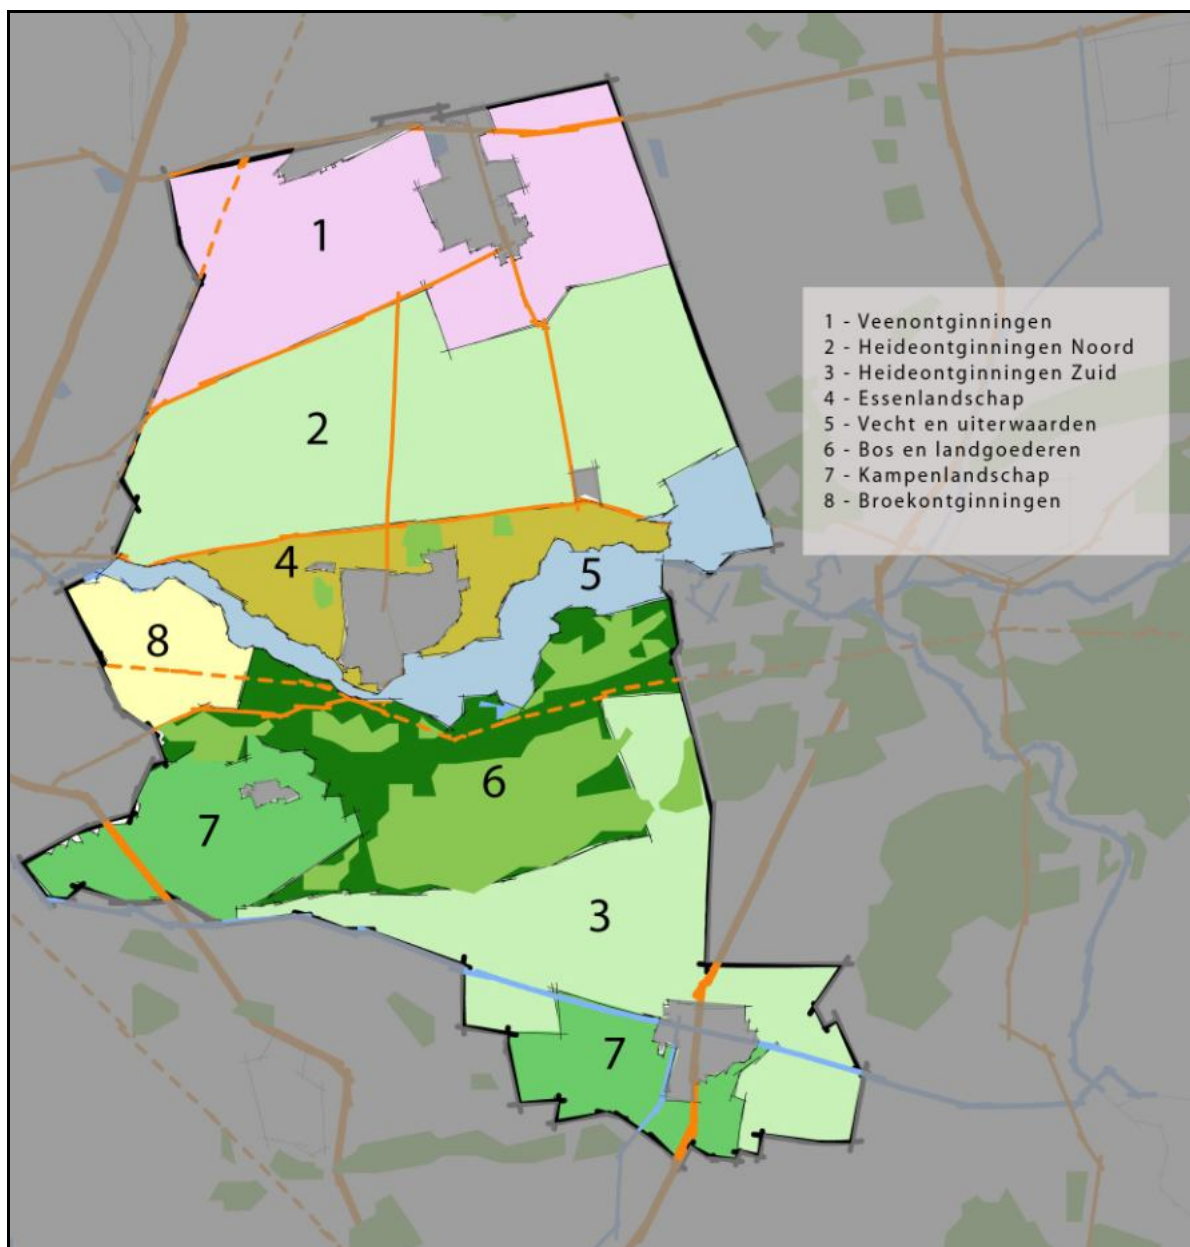 1
2
4
5
8
6
7
3
7
1 - Veenontginningen
2 - Heideontginningen Noord
3 - Heideontginningen Zuid
4 - Essenlandschap
5 - Vecht en uiterwaarden
6 - Bos en landgoederen
7 - Kampenlandschap
8 - Broekontginningen